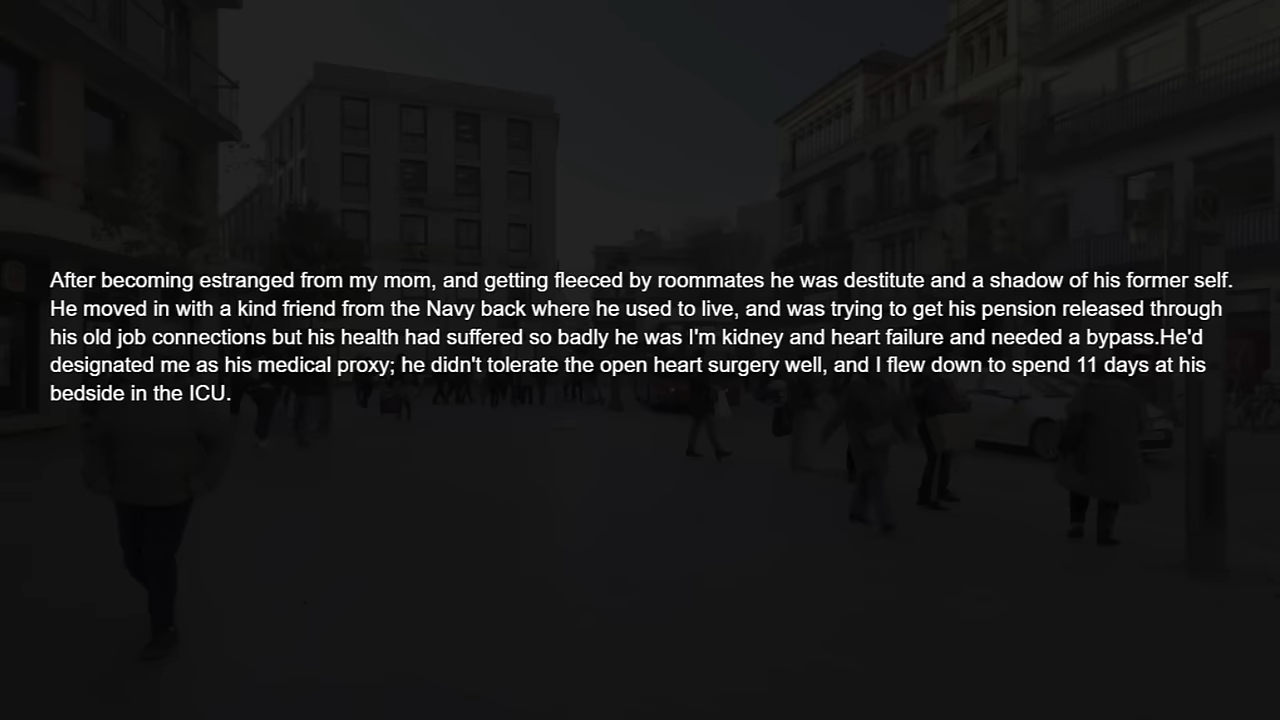 After becoming estranged from my mom, and getting fleeced by roommates he was destitute and a shadow of his former self.
He moved in with a kind friend from the Navy back where he used to live, and was trying to get his pension released through
his old job connections but his health had suffered so badly he was I'm kidney and heart failure and needed a bypass.He'd
designated me as his medical proxy; he didn't tolerate the open heart surgery well, and I flew down to spend 11 days at his
bedside in the ICU.